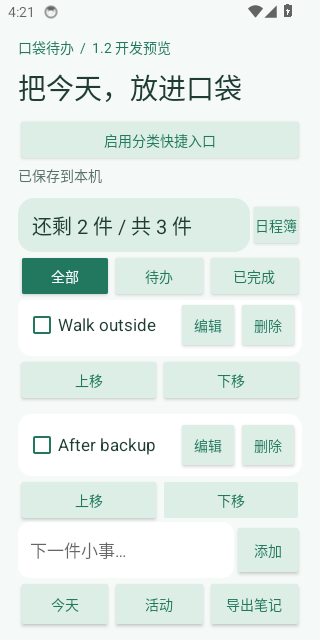 4:21
口袋待办 / 1.2 开发预览
把今天，放进口袋
启用分类快捷入口
已保存到本机
还剩 2 件 / 共 3 件
日程簿
全部 待办 已完成
Walk outside 编辑 删除
上移 下移
After backup 编辑 删除
上移 下移
下一件小事… 添加
今天 活动 导出笔记